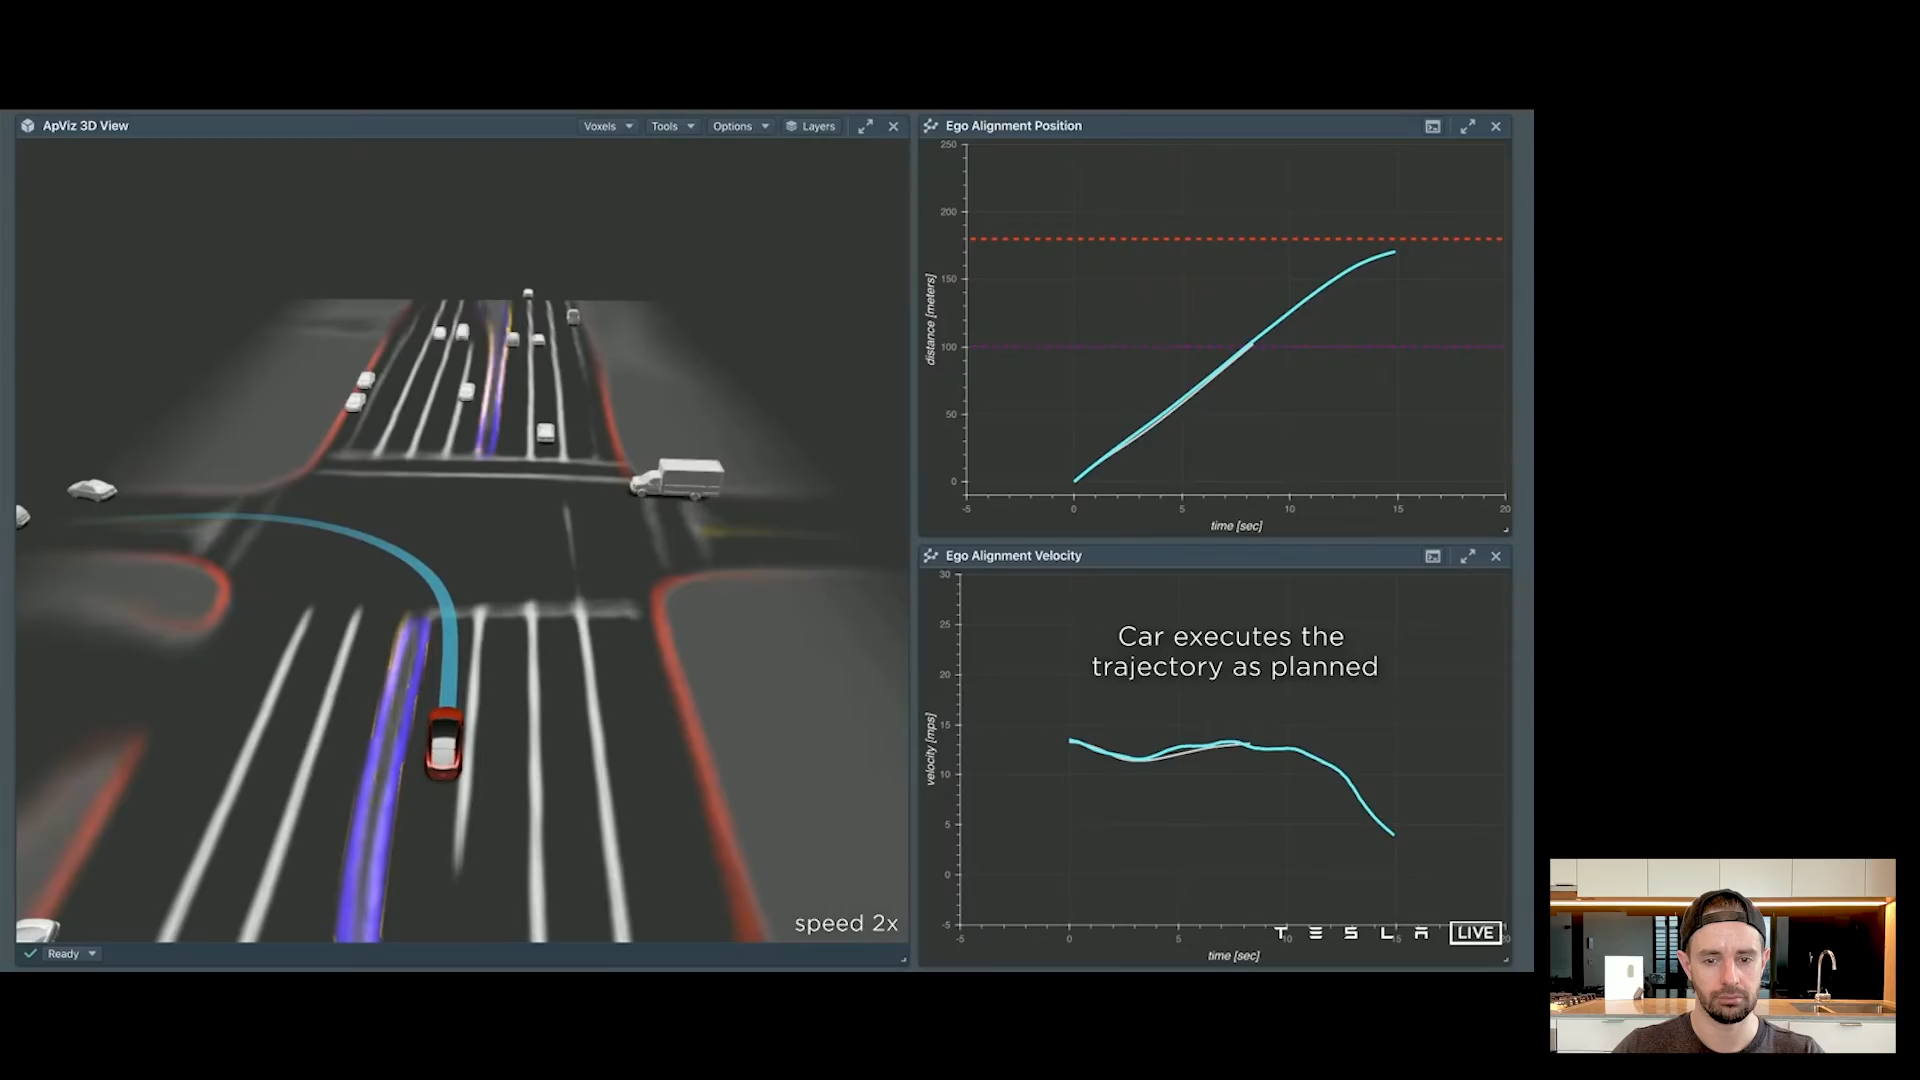 ApViz 3D View
Voxels
Tools
Options
Layers
speed 2x
Ready
Ego Alignment Position
250
200
150
100
50
0
distance [meters]
-5 0 5 10 15 20
time [sec]
Ego Alignment Velocity
30
25
20
15
10
5
0
-5
velocity [mps]
Car executes the
trajectory as planned
TESLA LIVE
-5 0 5 10
time [sec]